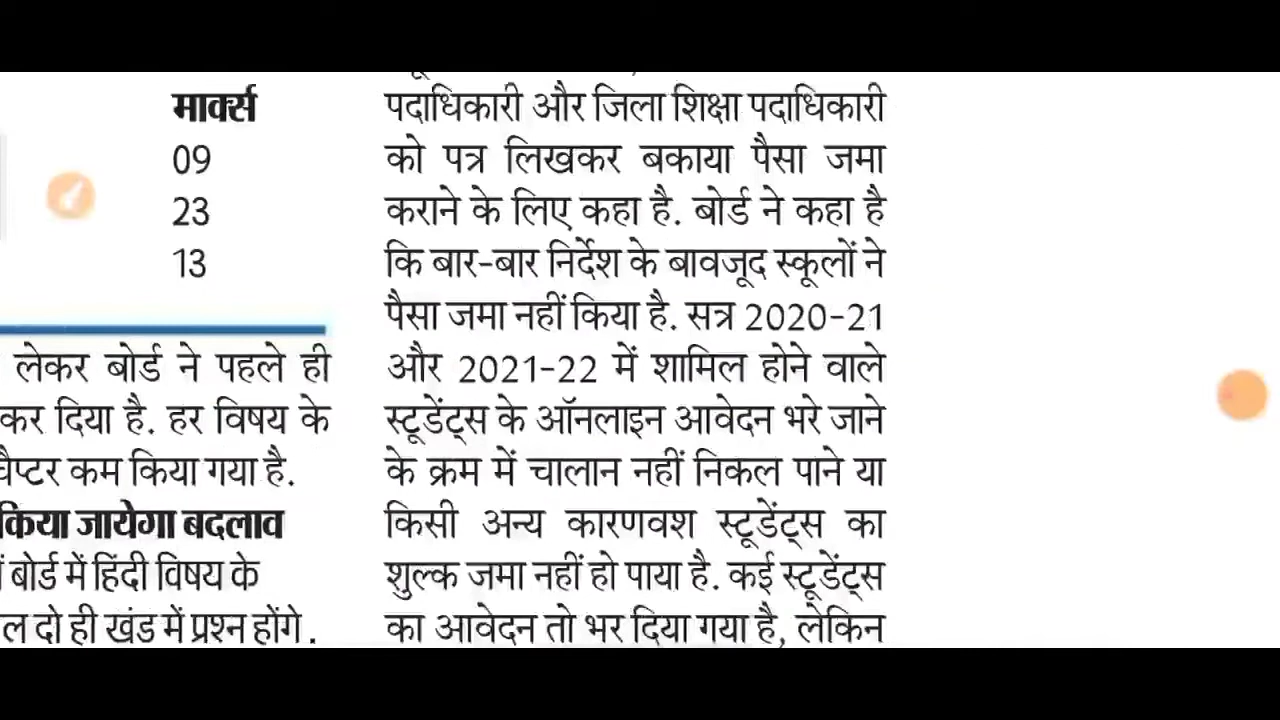 मार्क्स
09
23
13
लेकर बोर्ड ने पहले ही
कर दिया है. हर विषय के
कम किया गया है.
किया जायेगा बदलाव
बोर्ड में हिंदी विषय के
दो ही खंड में प्रश्न होंगे.
पदाधिकारी और जिला शिक्षा पदाधिकारी
को पत्र लिखकर बकाया पैसा जमा
कराने के लिए कहा है. बोर्ड ने कहा है
कि बार-बार निर्देश के बावजूद स्कूलों ने
पैसा जमा नहीं किया है. सत्र 2020-21
और 2021-22 में शामिल होने वाले
स्टूडेंट्स के ऑनलाइन आवेदन भरे जाने
के क्रम में चालान नहीं निकल पाने या
किसी अन्य कारणवश स्टूडेंट्स का
शुल्क जमा नहीं हो पाया है. कई स्टूडेंट्स
का आवेदन तो भर दिया गया है, लेकिन